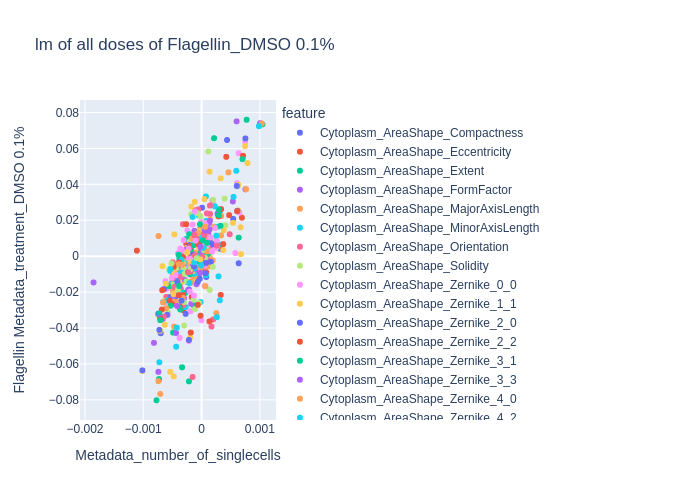 lm of all doses of Flagellin_DMSO 0.1%
feature
Cytoplasm_AreaShape_Compactness
Cytoplasm_AreaShape_Eccentricity
Cytoplasm_AreaShape_Extent
Cytoplasm_AreaShape_FormFactor
Cytoplasm_AreaShape_MajorAxisLength
Cytoplasm_AreaShape_MinorAxisLength
Cytoplasm_AreaShape_Orientation
Cytoplasm_AreaShape_Solidity
Cytoplasm_AreaShape_Zernike_0_0
Cytoplasm_AreaShape_Zernike_1_1
Cytoplasm_AreaShape_Zernike_2_0
Cytoplasm_AreaShape_Zernike_2_2
Cytoplasm_AreaShape_Zernike_3_1
Cytoplasm_AreaShape_Zernike_3_3
Cytoplasm_AreaShape_Zernike_4_0
Cytoplasm_AreaShape_Zernike_4_2
0.08
0.06
0.04
0.02
0
−0.02
−0.04
−0.06
−0.08
−0.002
−0.001
0
0.001
Metadata_number_of_singlecells
Flagellin Metadata_treatment_DMSO 0.1%